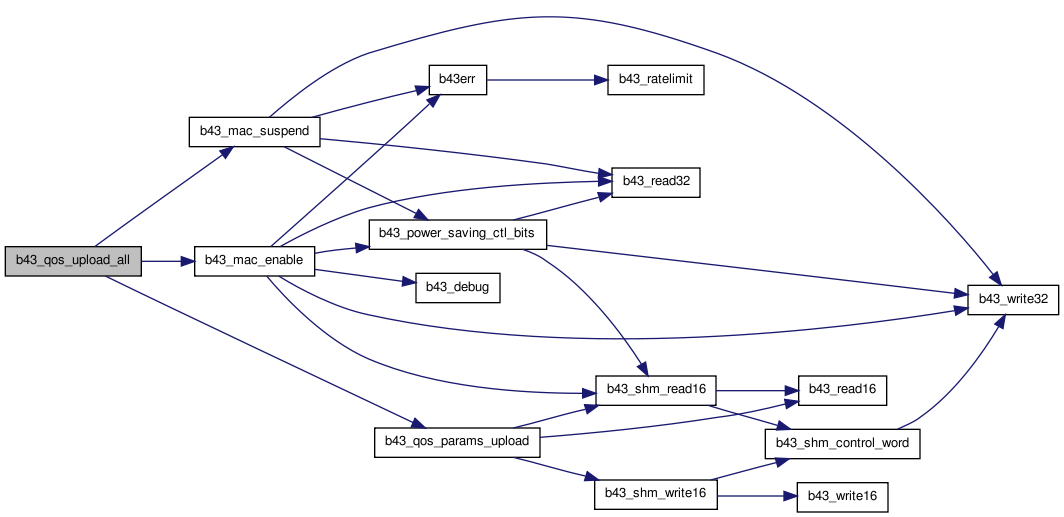 b43err
b43_ratelimit
b43_mac_suspend
b43_read32
b43_power_saving_ctl_bits
b43_qos_upload_all
b43_mac_enable
b43_debug
b43_write32
b43_shm_read16
b43_read16
b43_qos_params_upload
b43_shm_control_word
b43_shm_write16
b43_write16